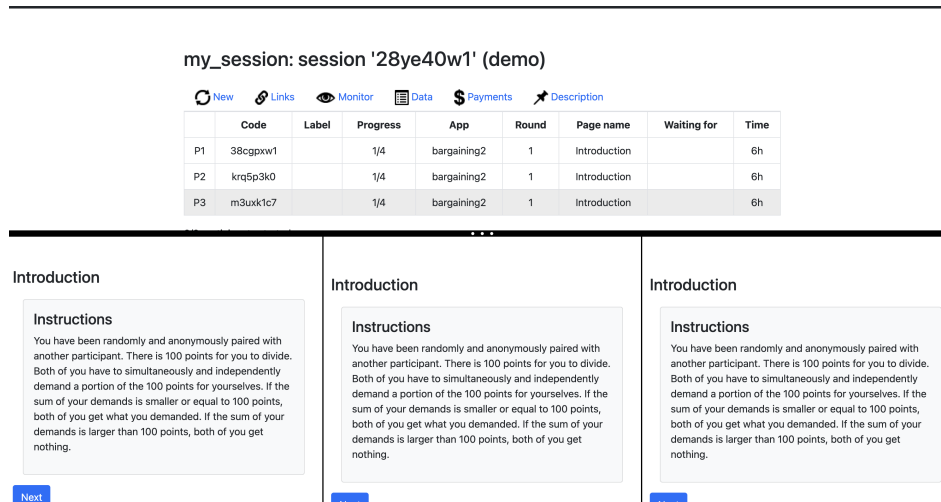 my_session: session '28ye40w1' (demo)
New Links Monitor Data Payments Description
Code Label Progress App Round Page name Waiting for Time
P1 38cgpxw1 1/4 bargaining2 1 Introduction 6h
P2 krq5p3k0 1/4 bargaining2 1 Introduction 6h
P3 m3uxk1c7 1/4 bargaining2 1 Introduction 6h
Introduction
Instructions
You have been randomly and anonymously paired with
another participant. There is 100 points for you to divide.
Both of you have to simultaneously and independently
demand a portion of the 100 points for yourselves. If the
sum of your demands is smaller or equal to 100 points,
both of you get what you demanded. If the sum of your
demands is larger than 100 points, both of you get
nothing.
Next
Introduction
Instructions
You have been randomly and anonymously paired with
another participant. There is 100 points for you to divide.
Both of you have to simultaneously and independently
demand a portion of the 100 points for yourselves. If the
sum of your demands is smaller or equal to 100 points,
both of you get what you demanded. If the sum of your
demands is larger than 100 points, both of you get
nothing.
Introduction
Instructions
You have been randomly and anonymously paired with
another participant. There is 100 points for you to divide.
Both of you have to simultaneously and independently
demand a portion of the 100 points for yourselves. If the
sum of your demands is smaller or equal to 100 points,
both of you get what you demanded. If the sum of your
demands is larger than 100 points, both of you get
nothing.